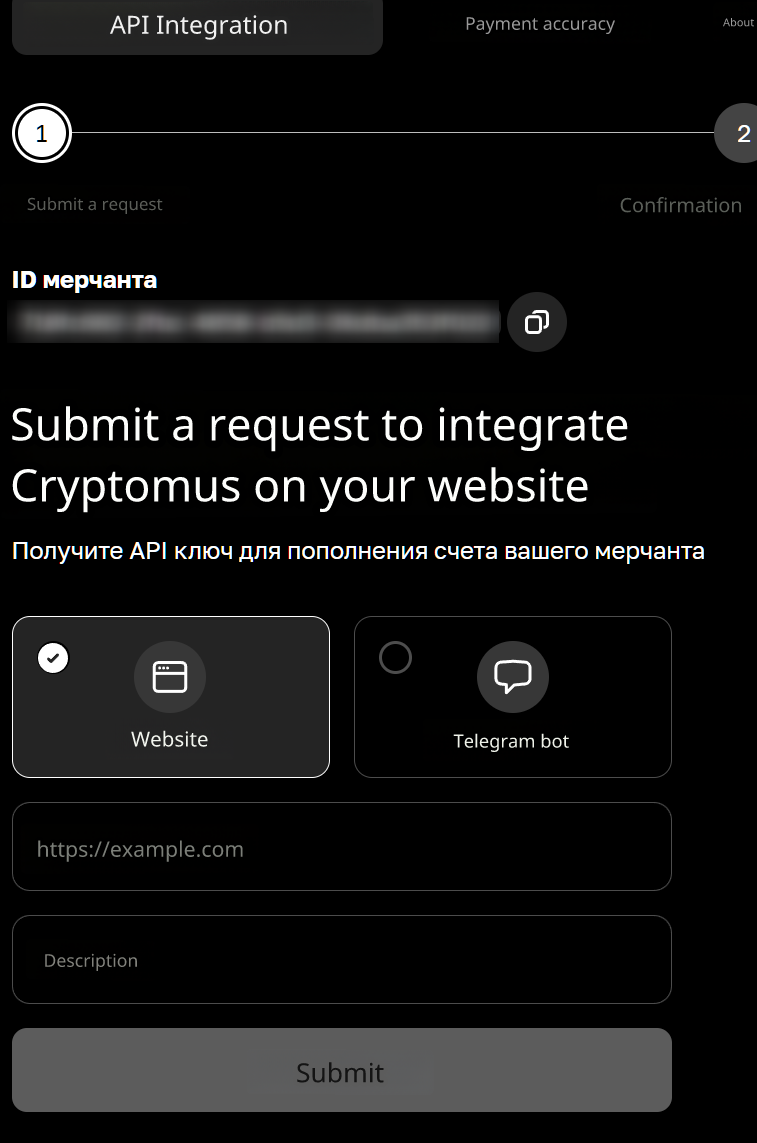 API Integration
Payment accuracy
About
1
2
Submit a request
Confirmation
ID мерчанта
Submit a request to integrate
Cryptomus on your website
Получите API ключ для пополнения счета вашего мерчанта
Website
Telegram bot
https://example.com
Description
Submit